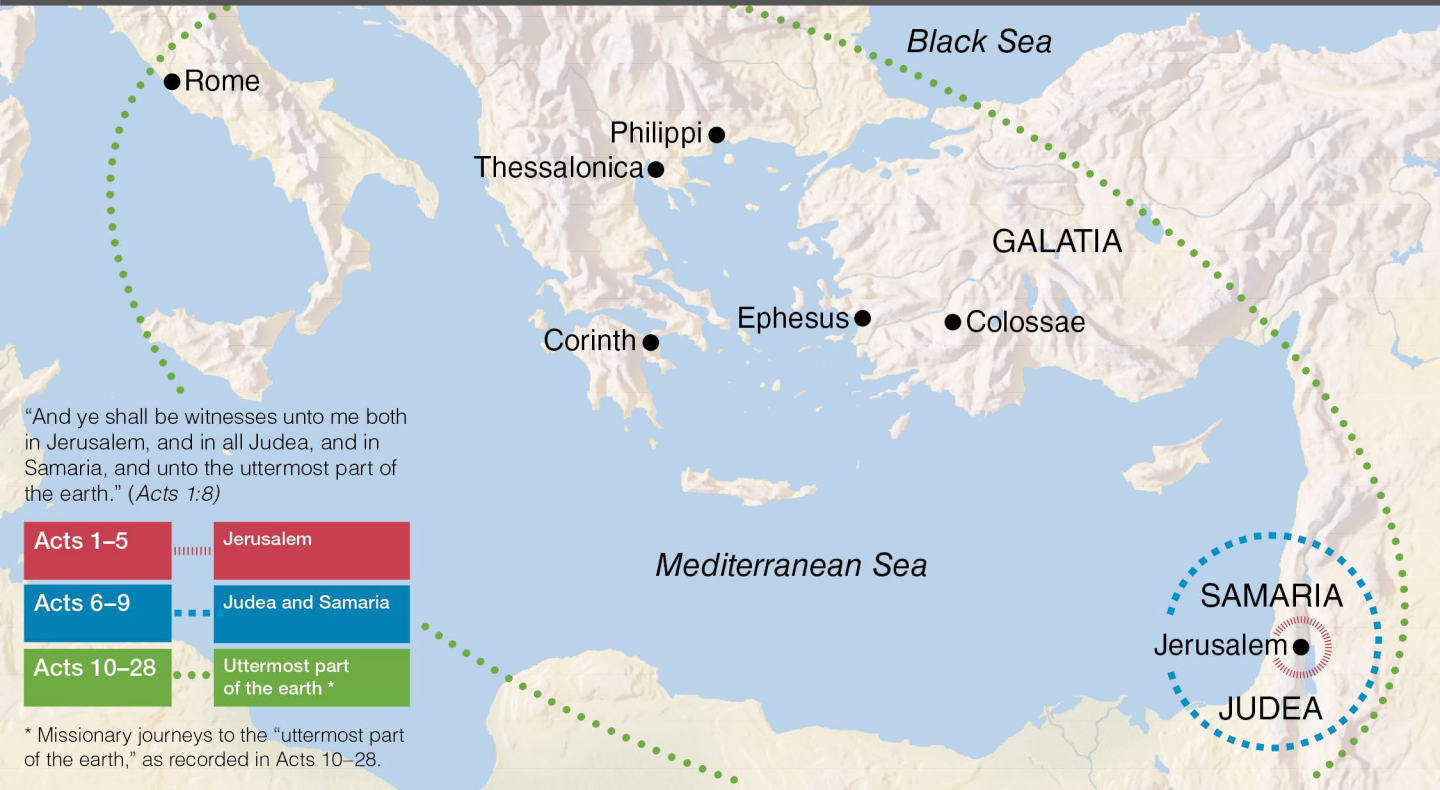 Black Sea
Rome
Philippi
Thessalonica
GALATIA
Ephesus
Colossae
Corinth
“And ye shall be witnesses unto me both
in Jerusalem, and in all Judea, and in
Samaria, and unto the uttermost part of
the earth.” (Acts 1:8)
Acts 1–5
Jerusalem
Acts 6–9
Judea and Samaria
Acts 10–28
Uttermost part
of the earth *
* Missionary journeys to the “uttermost part
of the earth,” as recorded in Acts 10–28.
Mediterranean Sea
SAMARIA
Jerusalem
JUDEA